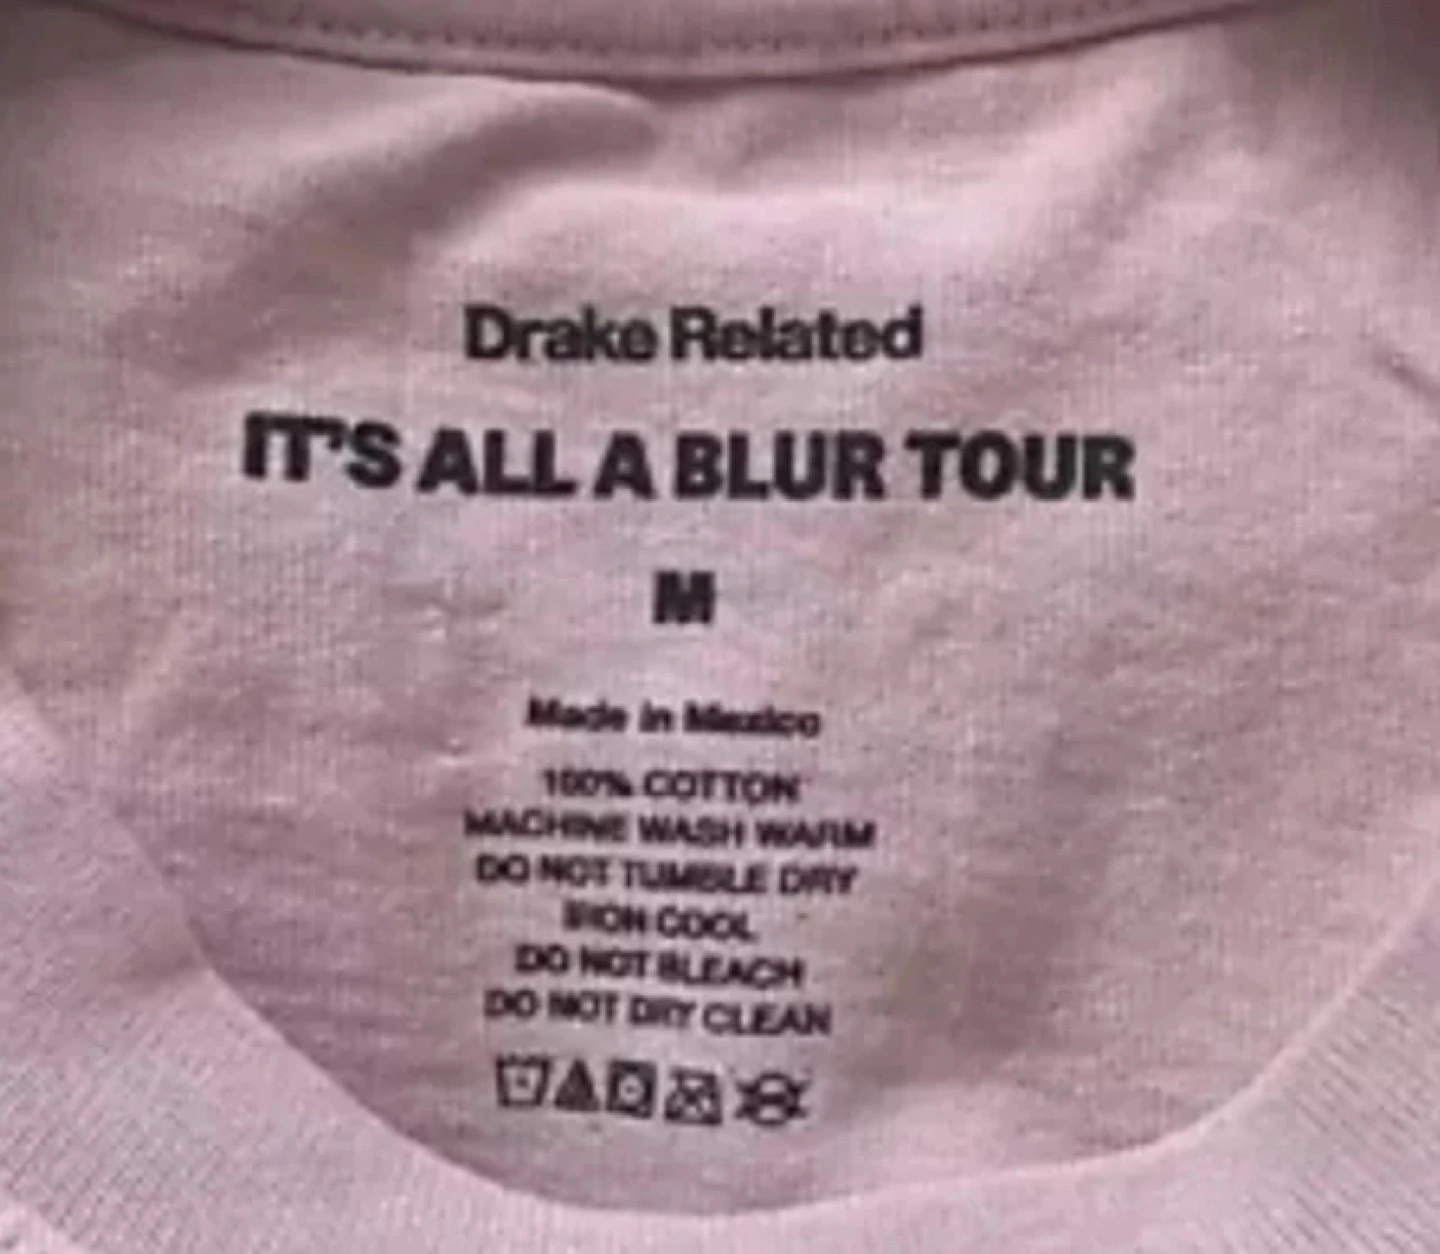 Drake Related
IT'S ALL A BLUR TOUR
M
Made in Mexico
100% COTTON
MACHINE WASH WARM
DO NOT TUMBLE DRY
IRON COOL
DO NOT BLEACH
DO NOT DRY CLEAN